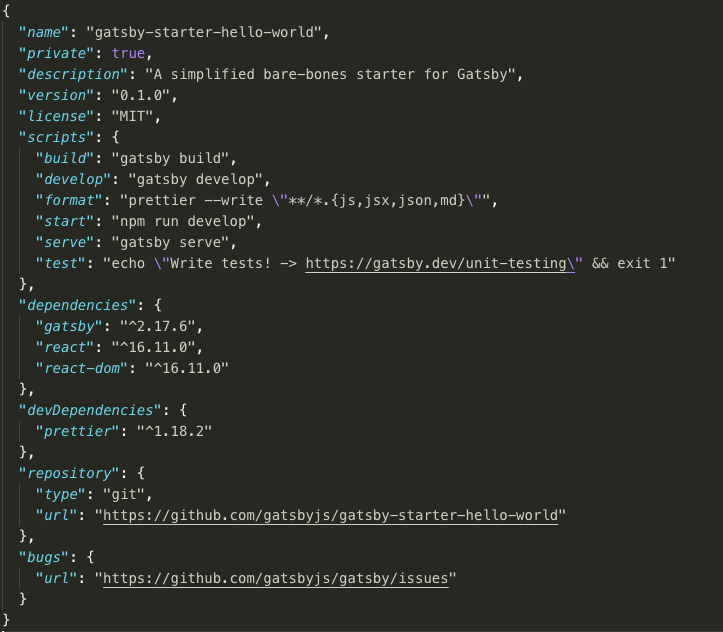 {
  "name": "gatsby-starter-hello-world",
  "private": true,
  "description": "A simplified bare-bones starter for Gatsby",
  "version": "0.1.0",
  "license": "MIT",
  "scripts": {
    "build": "gatsby build",
    "develop": "gatsby develop",
    "format": "prettier --write \"**/*.{js,jsx,json,md}\"",
    "start": "npm run develop",
    "serve": "gatsby serve",
    "test": "echo \"Write tests! -> https://gatsby.dev/unit-testing\" && exit 1"
  },
  "dependencies": {
    "gatsby": "^2.17.6",
    "react": "^16.11.0",
    "react-dom": "^16.11.0"
  },
  "devDependencies": {
    "prettier": "^1.18.2"
  },
  "repository": {
    "type": "git",
    "url": "https://github.com/gatsbyjs/gatsby-starter-hello-world"
  },
  "bugs": {
    "url": "https://github.com/gatsbyjs/gatsby/issues"
  }
}